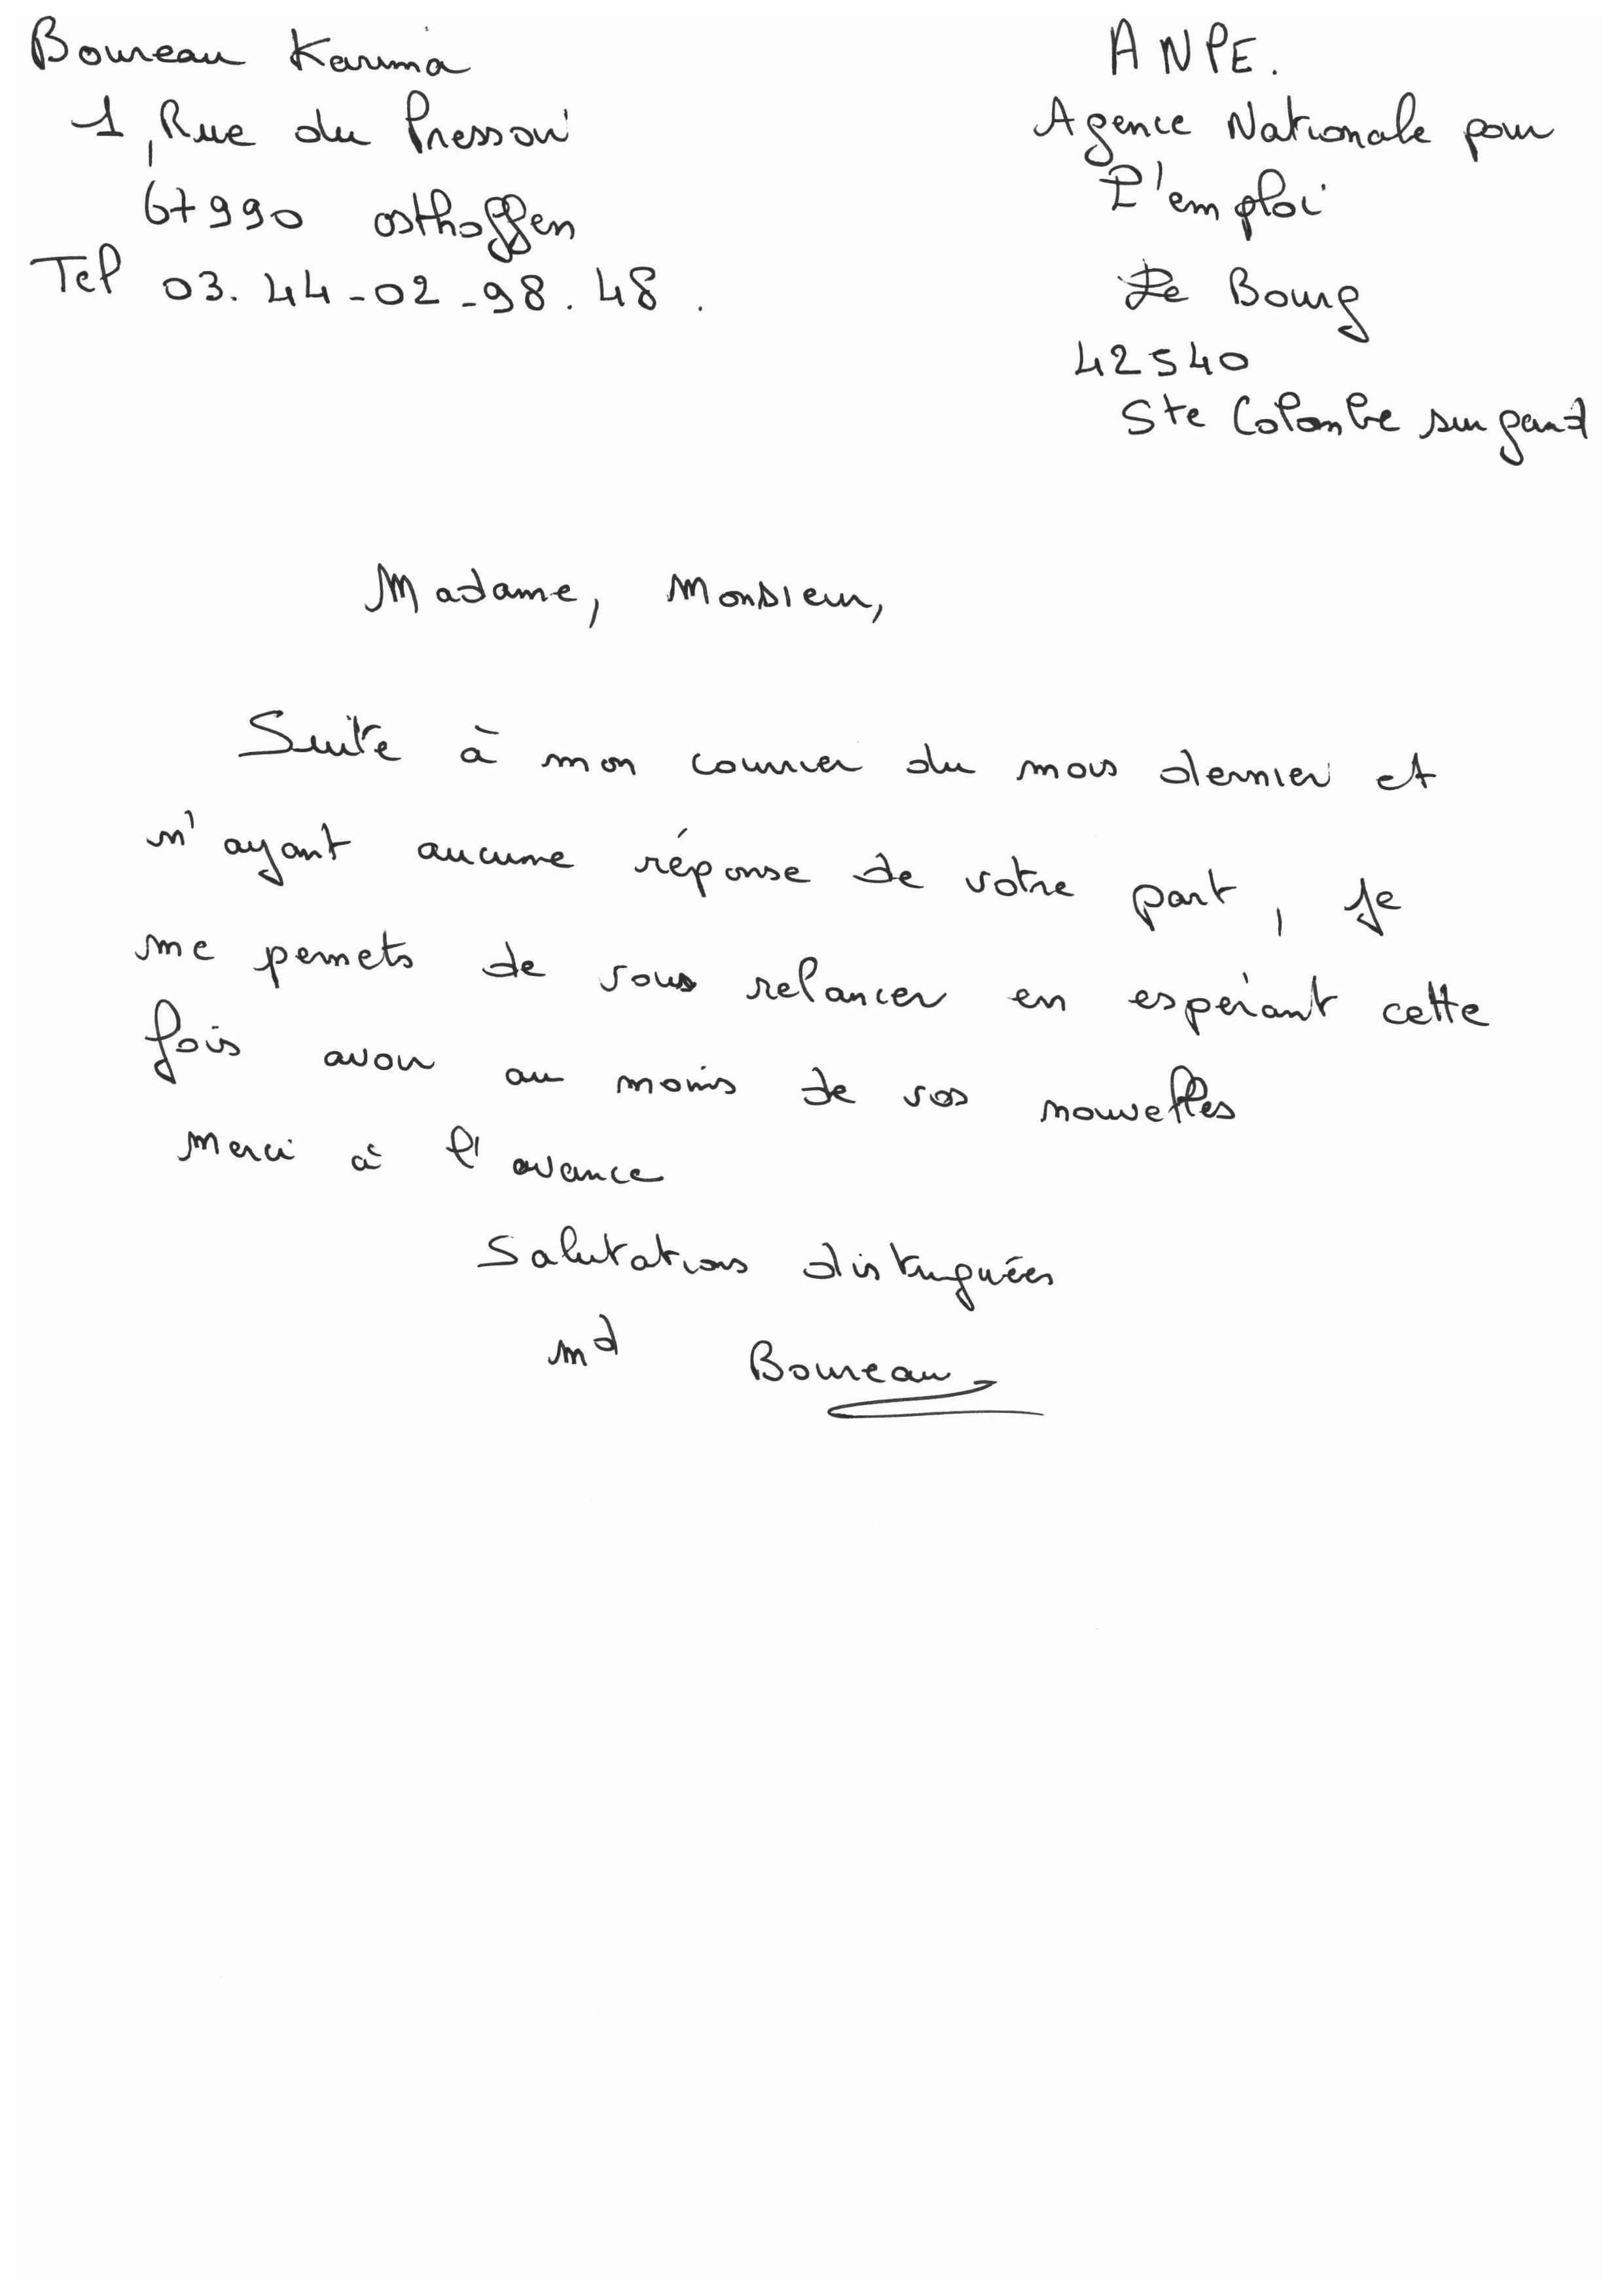 Boureau Karima
1, Rue du Pressoir
67990 osthoffen
Tel 03.44-02-98.48.
ANPE.
Agence Nationale pour
L'emploi
Le Bourg
42540
Ste Colombe sur gand
Madame, Monsieur,
Suite à mon courrier du mois dernier et
n'ayant aucune réponse de votre part, je
me permets de vous relancer en espérant cette
fois avoir au moins de vos nouvelles
Merci à l'avance
Salutations distinguées
md Boureau